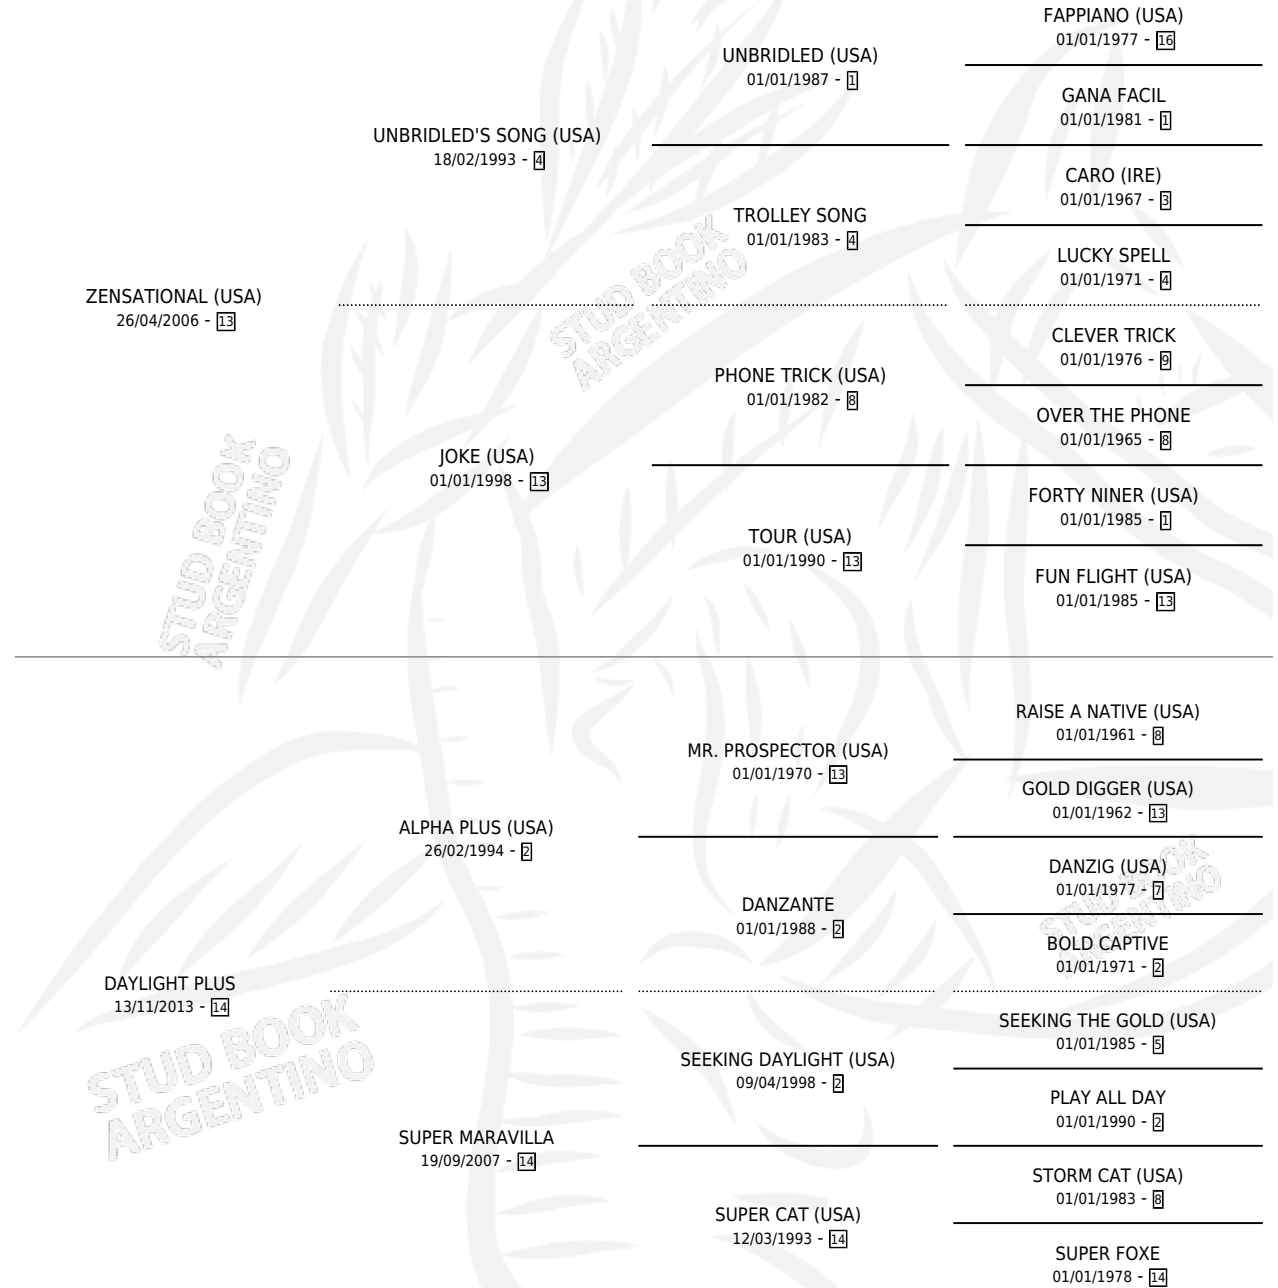 FAPPIANO (USA)
01/01/1977 - 16
UNBRIDLED (USA)
01/01/1987 - 1
GANA FACIL
01/01/1981 - 1
UNBRIDLED'S SONG (USA)
18/02/1993 - 4
CARO (IRE)
01/01/1967 - 3
TROLLEY SONG
01/01/1983 - 4
LUCKY SPELL
01/01/1971 - 4
ZENSATIONAL (USA)
26/04/2006 - 13
STUD BOOK
ARGENTINO
CLEVER TRICK
01/01/1976 - 9
PHONE TRICK (USA)
01/01/1982 - 8
OVER THE PHONE
01/01/1965 - 8
JOKE (USA)
01/01/1998 - 13
FORTY NINER (USA)
01/01/1985 - 1
TOUR (USA)
01/01/1990 - 13
FUN FLIGHT (USA)
01/01/1985 - 13
STUD BOOK
ARGENTINO
RAISE A NATIVE (USA)
01/01/1961 - 8
MR. PROSPECTOR (USA)
01/01/1970 - 13
GOLD DIGGER (USA)
01/01/1962 - 13
ALPHA PLUS (USA)
26/02/1994 - 2
DANZIG (USA)
01/01/1977 - 7
DANZANTE
01/01/1988 - 2
BOLD CAPTIVE
01/01/1971 - 2
STUD BOOK
ARGENTINO
DAYLIGHT PLUS
13/11/2013 - 14
SEEKING THE GOLD (USA)
01/01/1985 - 5
SEEKING DAYLIGHT (USA)
09/04/1998 - 2
PLAY ALL DAY
01/01/1990 - 2
STUD BOOK
ARGENTINO
SUPER MARAVILLA
19/09/2007 - 14
STORM CAT (USA)
01/01/1983 - 8
SUPER CAT (USA)
12/03/1993 - 14
SUPER FOXE
01/01/1978 - 14